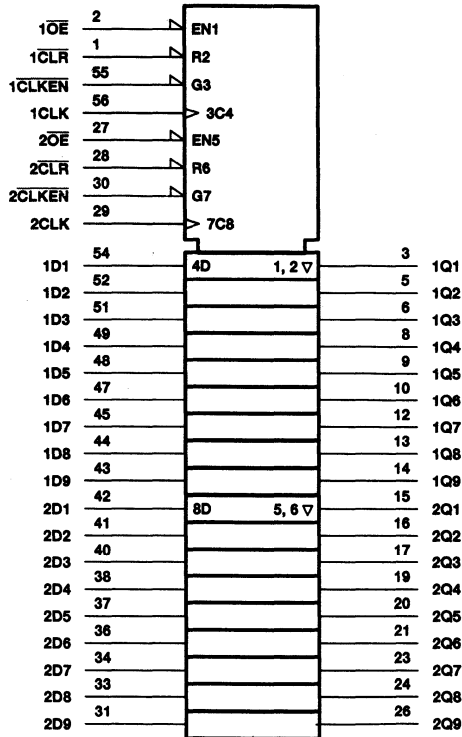 1OE 2 EN1
1CLR 1 R2
1CLKEN 55 G3
1CLK 56 3C4
2OE 27 EN5
2CLR 28 R6
2CLKEN 30 G7
2CLK 29 7C8
1D1 54 4D 1, 2 ▽ 3 1Q1
1D2 52 5 1Q2
1D3 51 6 1Q3
1D4 49 8 1Q4
1D5 48 9 1Q5
1D6 47 10 1Q6
1D7 45 12 1Q7
1D8 44 13 1Q8
1D9 43 14 1Q9
2D1 42 8D 5, 6 ▽ 15 2Q1
2D2 41 16 2Q2
2D3 40 17 2Q3
2D4 38 19 2Q4
2D5 37 20 2Q5
2D6 36 21 2Q6
2D7 34 23 2Q7
2D8 33 24 2Q8
2D9 31 26 2Q9